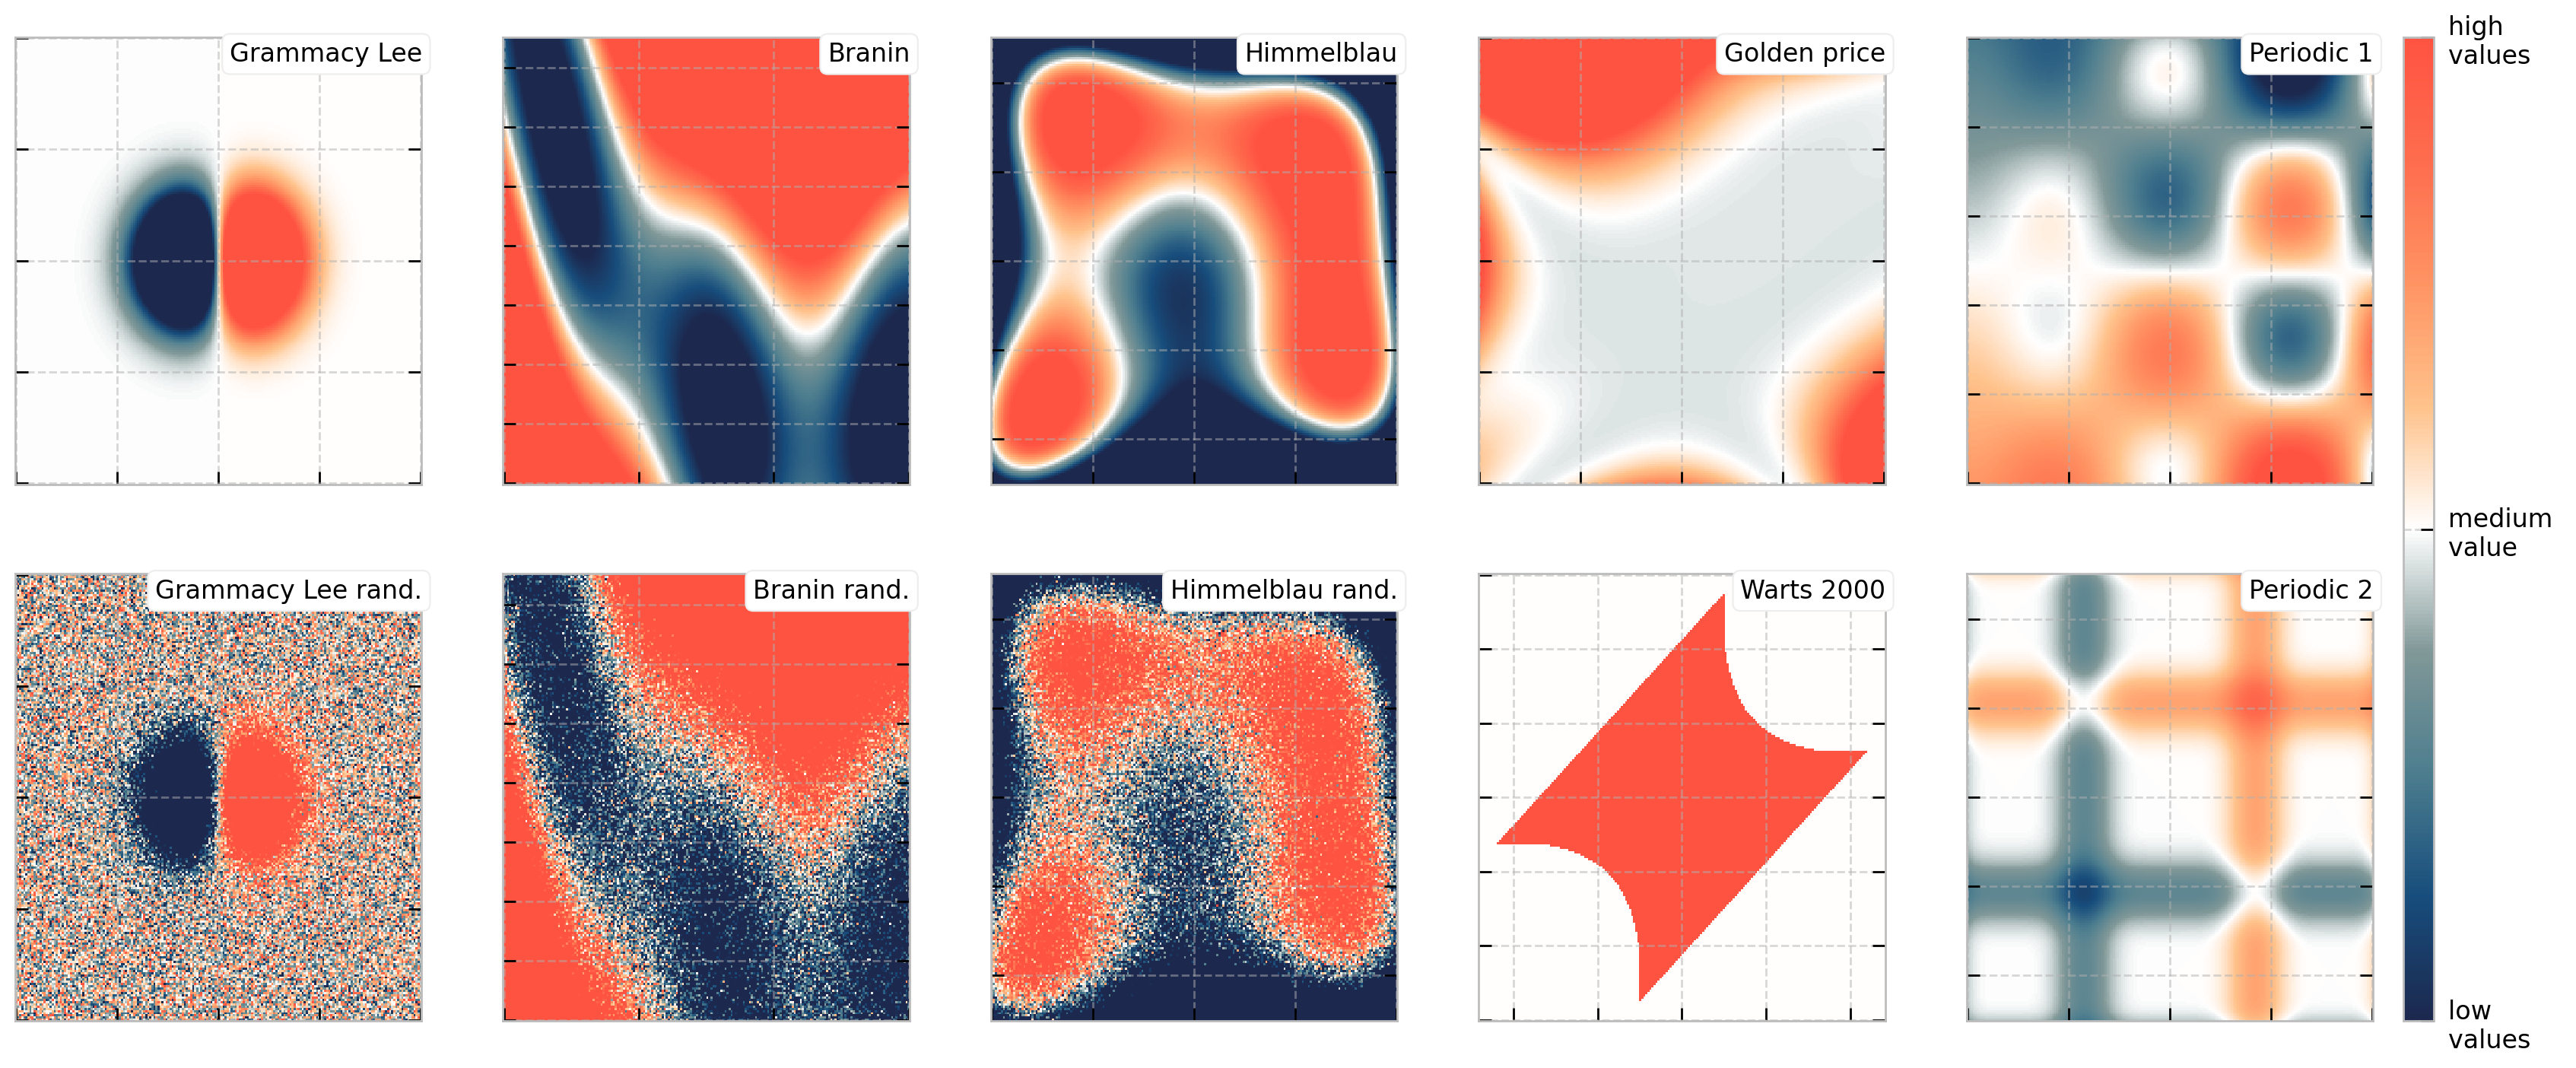 Grammacy Lee
Branin
Himmelblau
Golden price
Periodic 1
high
values
medium
value
Grammacy Lee rand.
Branin rand.
Himmelblau rand.
Warts 2000
Periodic 2
low
values